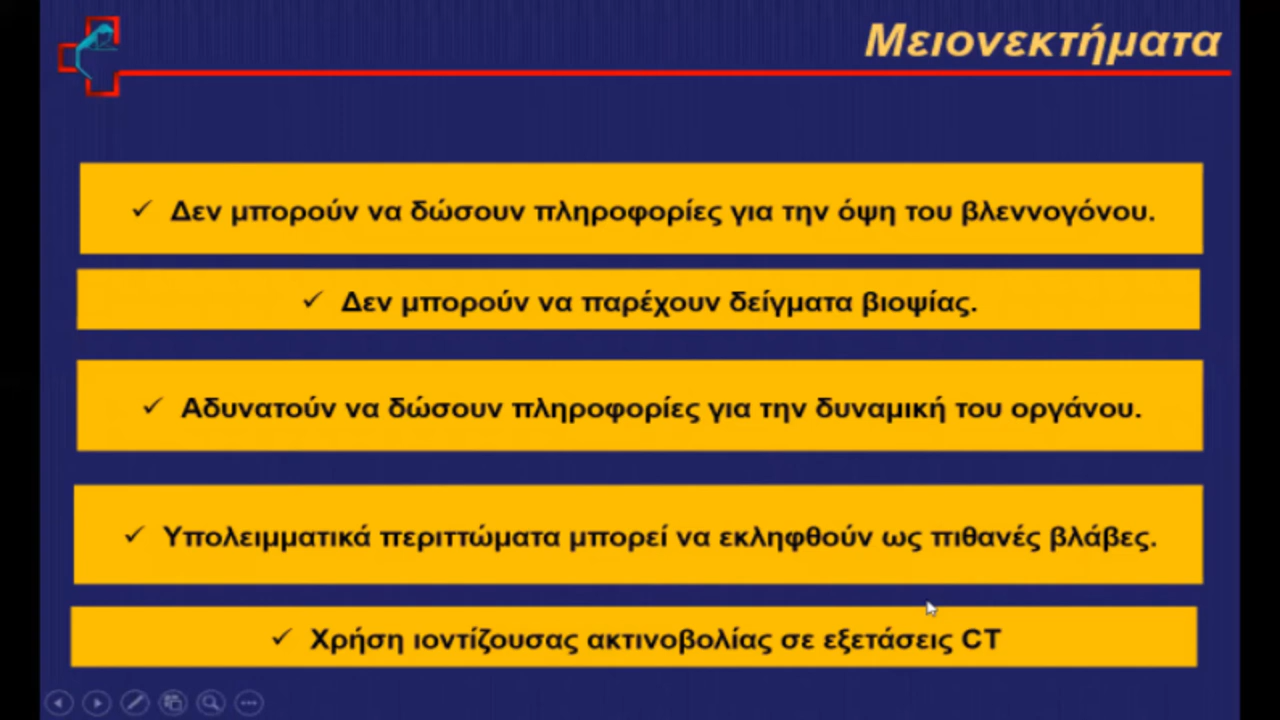 Μειονεκτήματα
✓ Δεν μπορούν να δώσουν πληροφορίες για την όψη του βλεννογόνου.
✓ Δεν μπορούν να παρέχουν δείγματα βιοψίας.
✓ Αδυνατούν να δώσουν πληροφορίες για την δυναμική του οργάνου.
✓ Υπολειμματικά περιττώματα μπορεί να εκληφθούν ως πιθανές βλάβες.
✓ Χρήση ιοντίζουσας ακτινοβολίας σε εξετάσεις CT